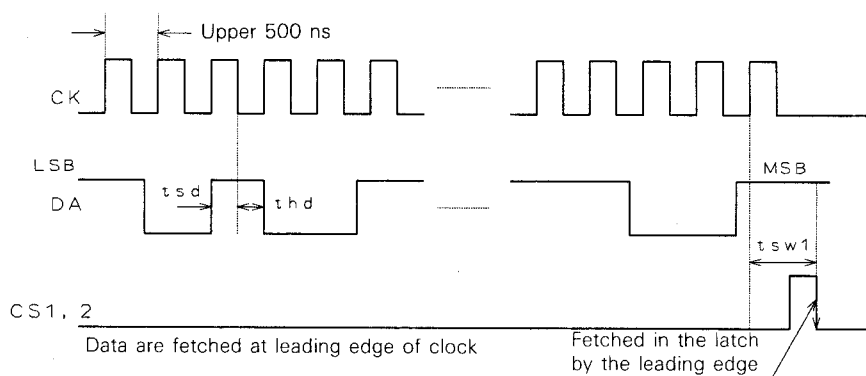 Upper 500 ns
CK
LSB
MSB
tsd
DA
thd
tsw1
CS1, 2
Data are fetched at leading edge of clock
Fetched in the latch
by the leading edge